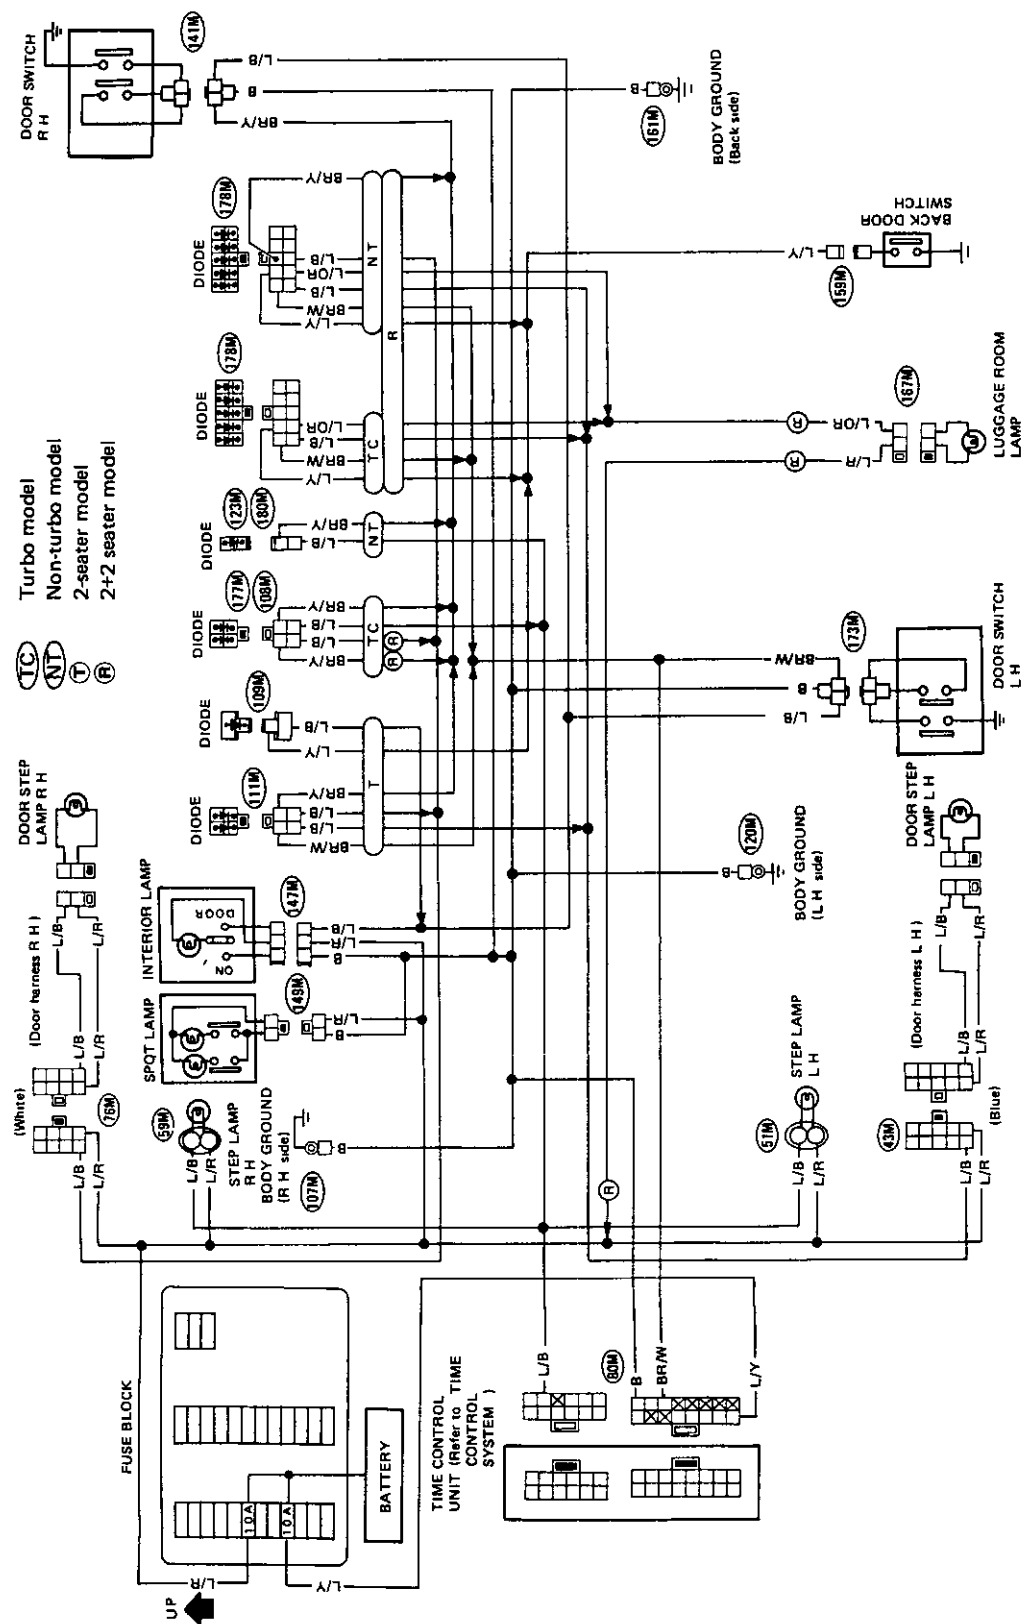 TC Turbo model
NT Non-turbo model
T 2-seater model
R 2+2 seater model
UP
L/R
L/Y
FUSE BLOCK
10A
10A
BATTERY
TIME CONTROL
UNIT (Refer to TIME
CONTROL
SYSTEM )
L/B
80M
B
BR/W
L/Y
(White)
76M
L/B
L/R
L/B
L/R
(Door harness R H)
L/B
L/R
DOOR STEP
LAMP R H
59M
L/B
L/R
STEP LAMP
R H
BODY GROUND
(R H side)
107M
B
SPOT LAMP
149M
L/R
B
INTERIOR LAMP
ON
DOOR
147M
L/B
L/R
B
DIODE
111M
BR/Y
L/B
L/B
BR/W
T
DIODE
109M
L/B
L/Y
DIODE
177M
108M
BR/Y
L/B
L/B
BR/Y
TC
R
R
DIODE
123M
180M
BR/Y
L/B
NT
DIODE
178M
L/OR
L/B
BR/W
L/Y
TC
R
DIODE
178M
BR/Y
L/B
L/OR
L/B
BR/W
L/Y
NT
DOOR SWITCH
R H
141M
L/B
B
BR/Y
B
161M
BODY GROUND
(Back side)
L/Y
159M
BACK DOOR
SWITCH
R
R
R
L/OR
L/R
167M
LUGGAGE ROOM
LAMP
BR/W
B
L/B
173M
DOOR SWITCH
L H
B
120M
BODY GROUND
(L H side)
51M
L/B
L/R
STEP LAMP
L H
43M
(Blue)
L/B
L/R
L/B
L/R
(Door harness L H)
L/B
L/R
DOOR STEP
LAMP L H